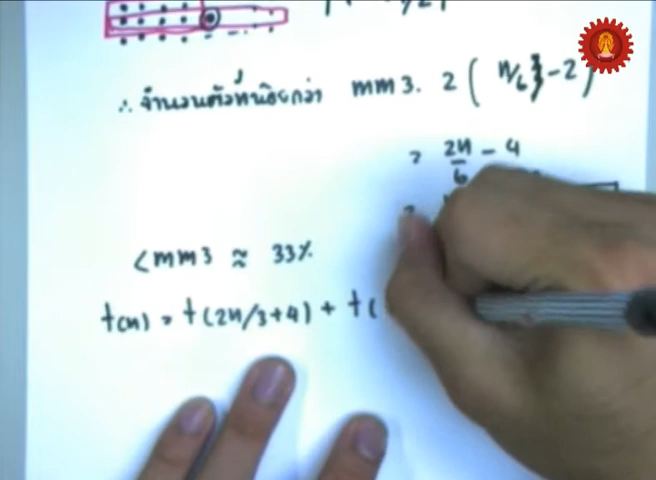 ∴ จำนวนตัวที่น้อยกว่า mm3. 2 ( n/6 } - 2 )
2n/6 - 4
< mm3 ≈ 33%
t(n) = t(2n/3+4) + t(